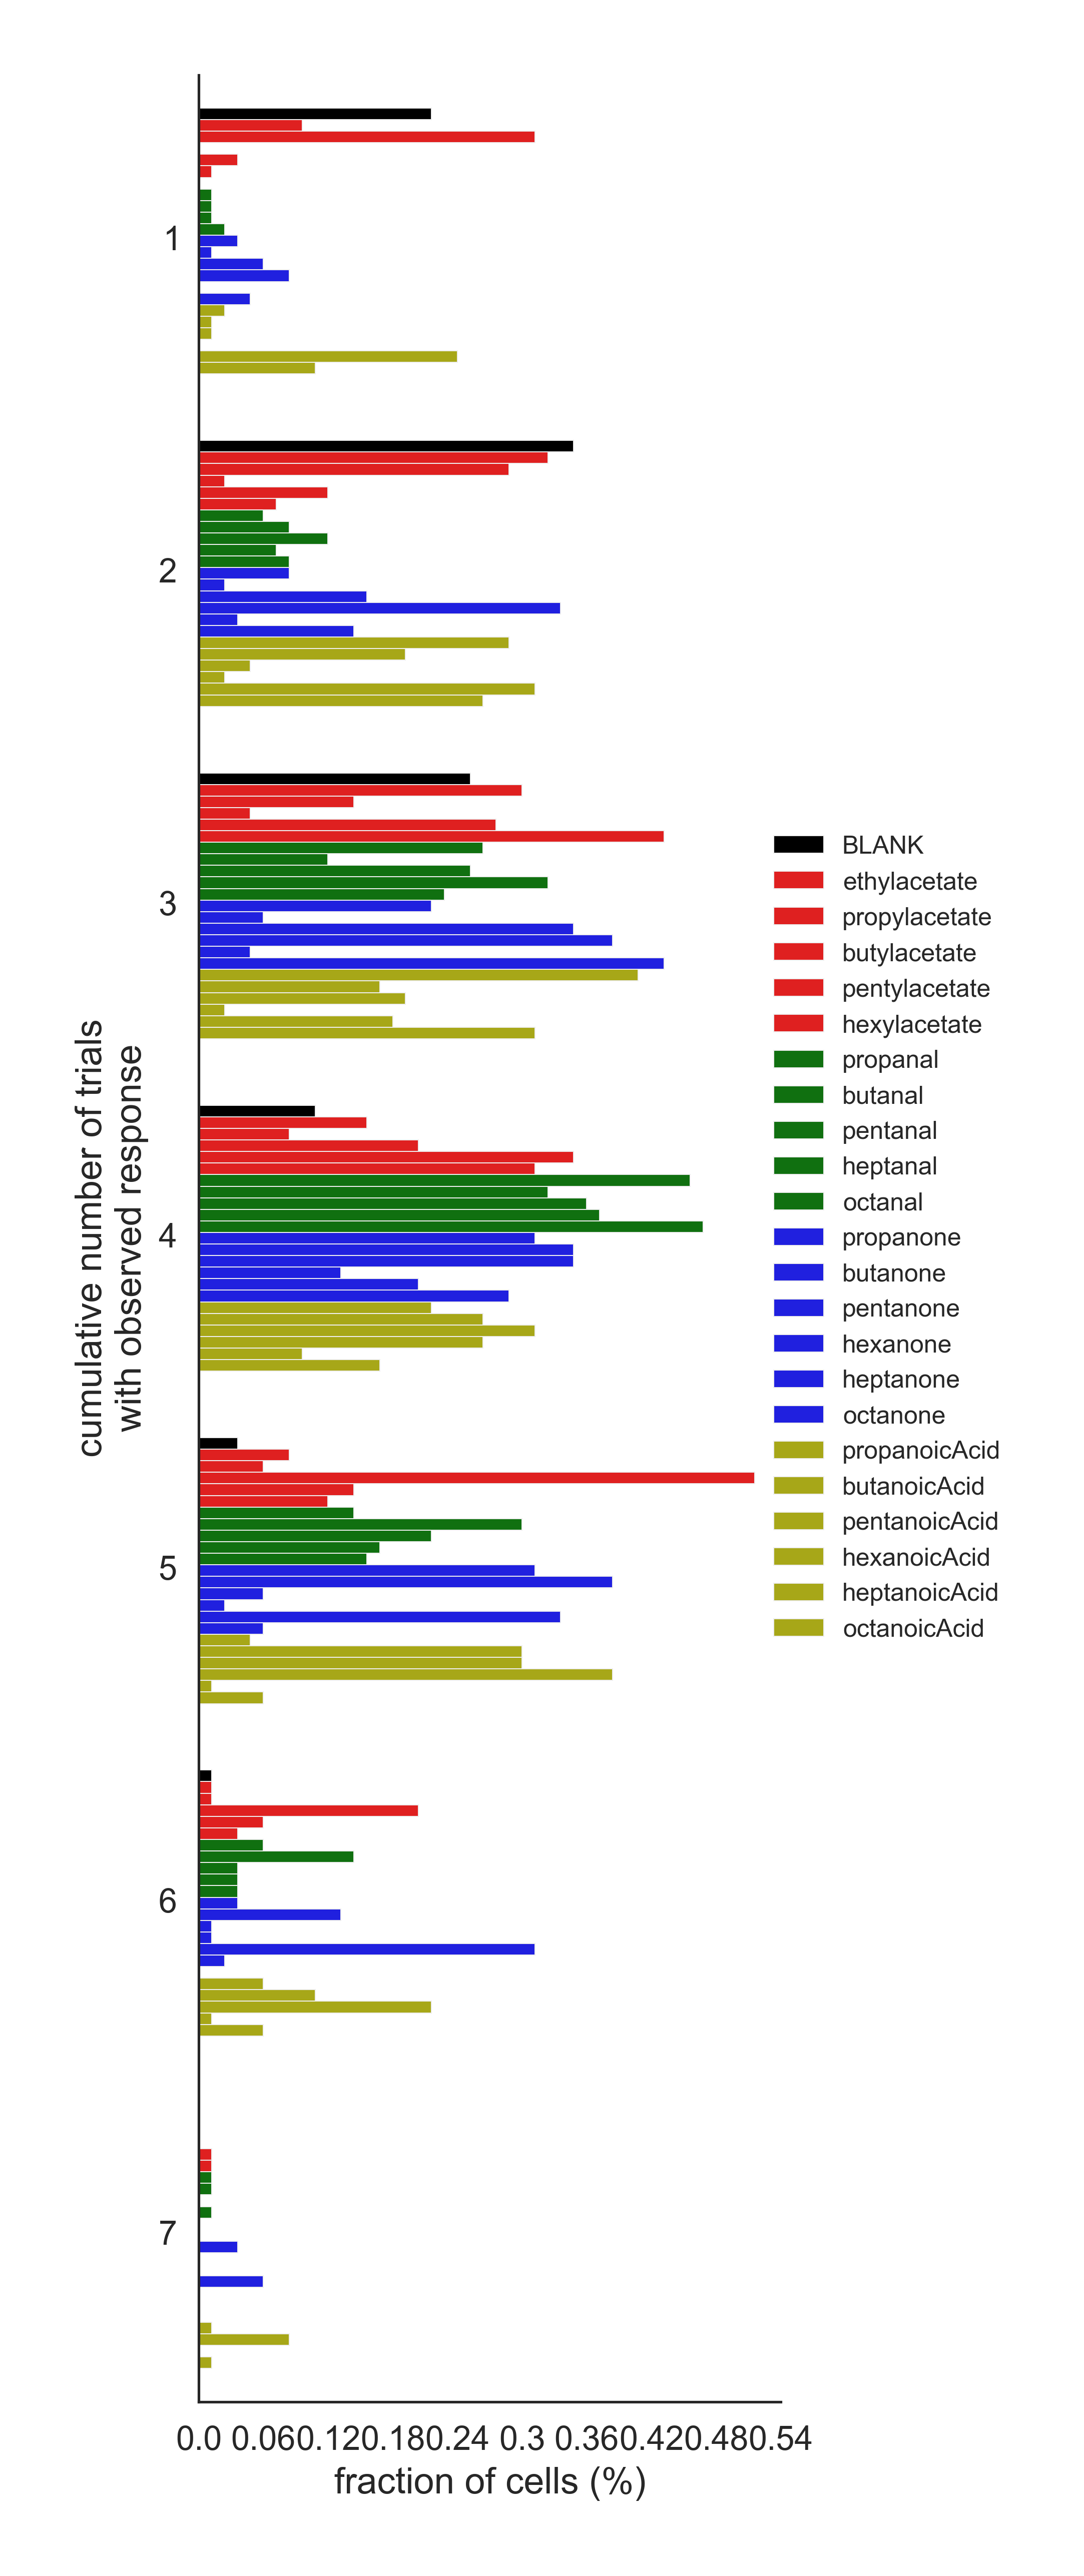 1
2
3
4
5
6
7
cumulative number of trials
with observed response
BLANK
ethylacetate
propylacetate
butylacetate
pentylacetate
hexylacetate
propanal
butanal
pentanal
heptanal
octanal
propanone
butanone
pentanone
hexanone
heptanone
octanone
propanoicAcid
butanoicAcid
pentanoicAcid
hexanoicAcid
heptanoicAcid
octanoicAcid
0.0 0.060.120.180.24 0.3 0.360.420.480.54
fraction of cells (%)